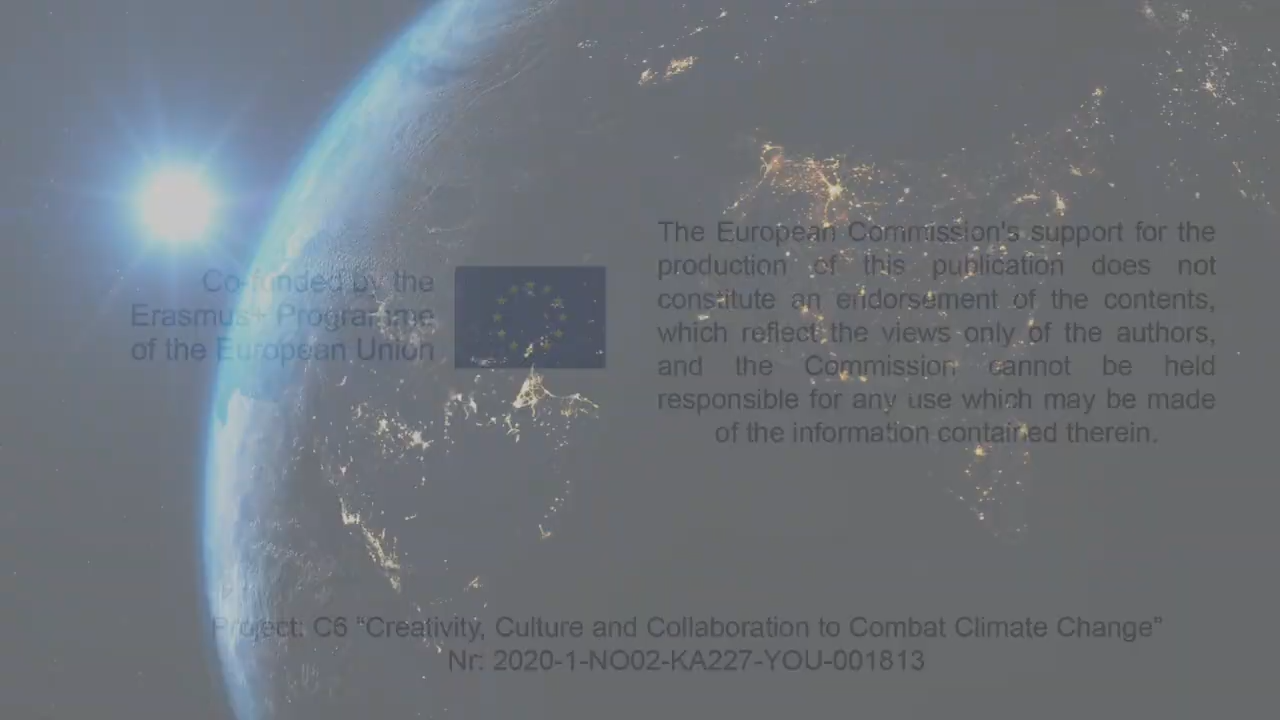 Co-funded by the
Erasmus+ Programme
of the European Union
The European Commission's support for the
production of this publication does not
constitute an endorsement of the contents,
which reflect the views only of the authors,
and the Commission cannot be held
responsible for any use which may be made
of the information contained therein.
Project: C6 “Creativity, Culture and Collaboration to Combat Climate Change”
Nr: 2020-1-NO02-KA227-YOU-001813